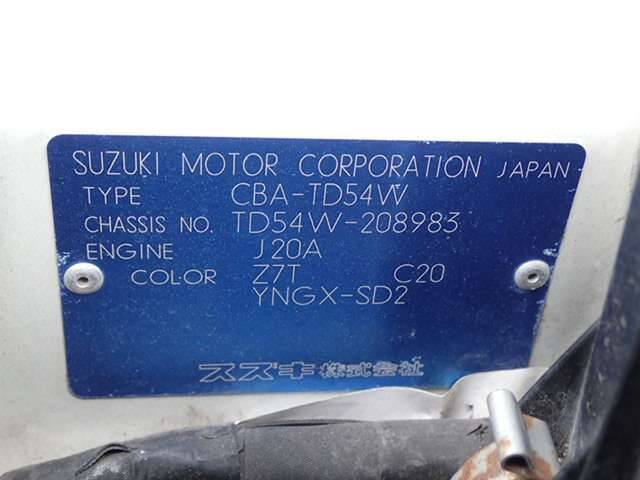 SUZUKI MOTOR CORPORATION JAPAN
TYPE CBA-TD54W
CHASSIS NO. TD54W-208983
ENGINE J20A
COLOR Z7T C20
YNGX-SD2
スズキ株式会社